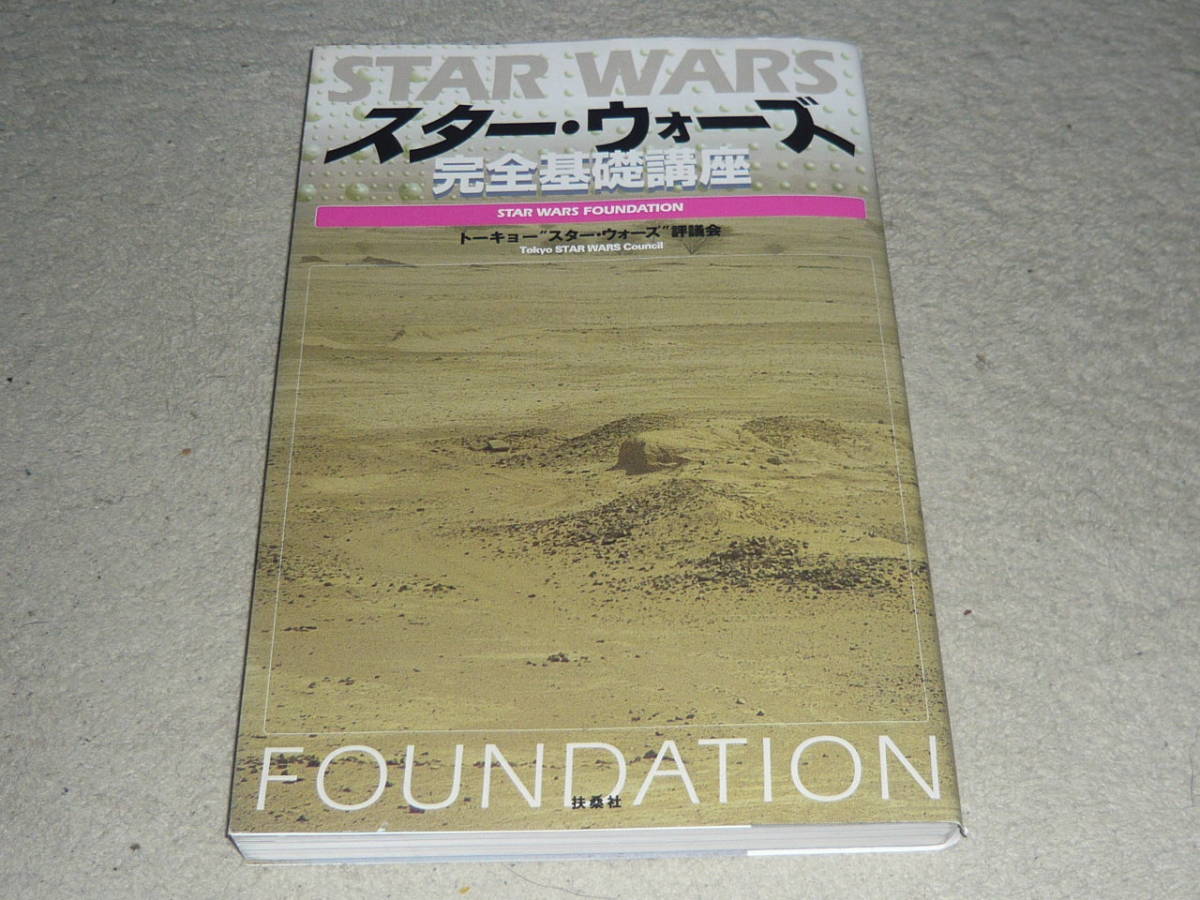 STAR WARS
スター・ウォーズ
完全基礎講座
STAR WARS FOUNDATION
トーキョー"スター・ウォーズ"評議会
Tokyo STAR WARS Council
FOUNDATION
扶桑社